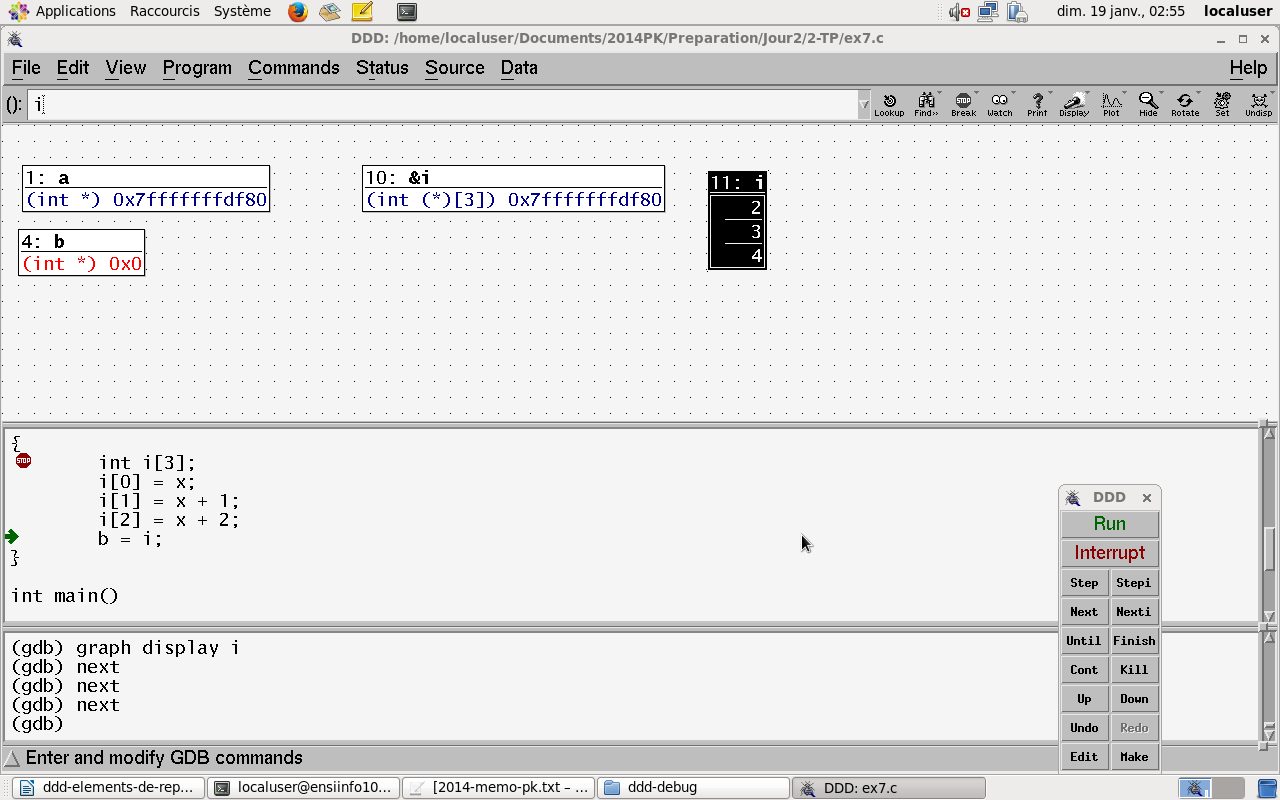 Applications Raccourcis Système dim. 19 janv., 02:55 localuser
DDD: /home/localuser/Documents/2014PK/Preparation/Jour2/2-TP/ex7.c
File Edit View Program Commands Status Source Data Help
(): i
Lookup Find» Break Watch Print Display Plot Hide Rotate Set Undisp
STOP
1: a
(int *) 0x7fffffffdf80
10: &i
(int (*)[3]) 0x7fffffffdf80
11: i
2
3
4
4: b
(int *) 0x0
{
STOP int i[3];
i[0] = x;
i[1] = x + 1;
i[2] = x + 2;
b = i;
}
int main()
(gdb) graph display i
(gdb) next
(gdb) next
(gdb) next
(gdb)
Enter and modify GDB commands
DDD
Run
Interrupt
Step Stepi
Next Nexti
Until Finish
Cont Kill
Up Down
Undo Redo
Edit Make
ddd-elements-de-rep... localuser@ensiinfo10... [2014-memo-pk.txt – ... ddd-debug DDD: ex7.c